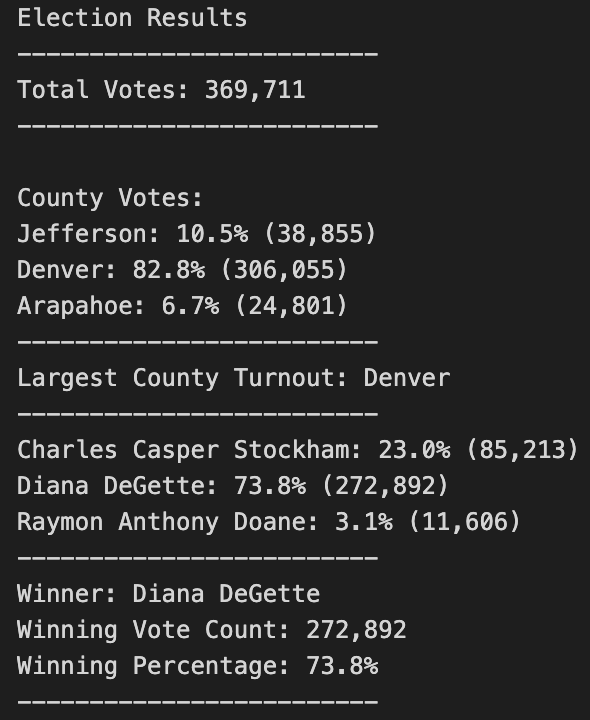 Election Results
-------------------------
Total Votes: 369,711
-------------------------

County Votes:
Jefferson: 10.5% (38,855)
Denver: 82.8% (306,055)
Arapahoe: 6.7% (24,801)
-------------------------
Largest County Turnout: Denver
-------------------------
Charles Casper Stockham: 23.0% (85,213)
Diana DeGette: 73.8% (272,892)
Raymon Anthony Doane: 3.1% (11,606)
-------------------------
Winner: Diana DeGette
Winning Vote Count: 272,892
Winning Percentage: 73.8%
-------------------------